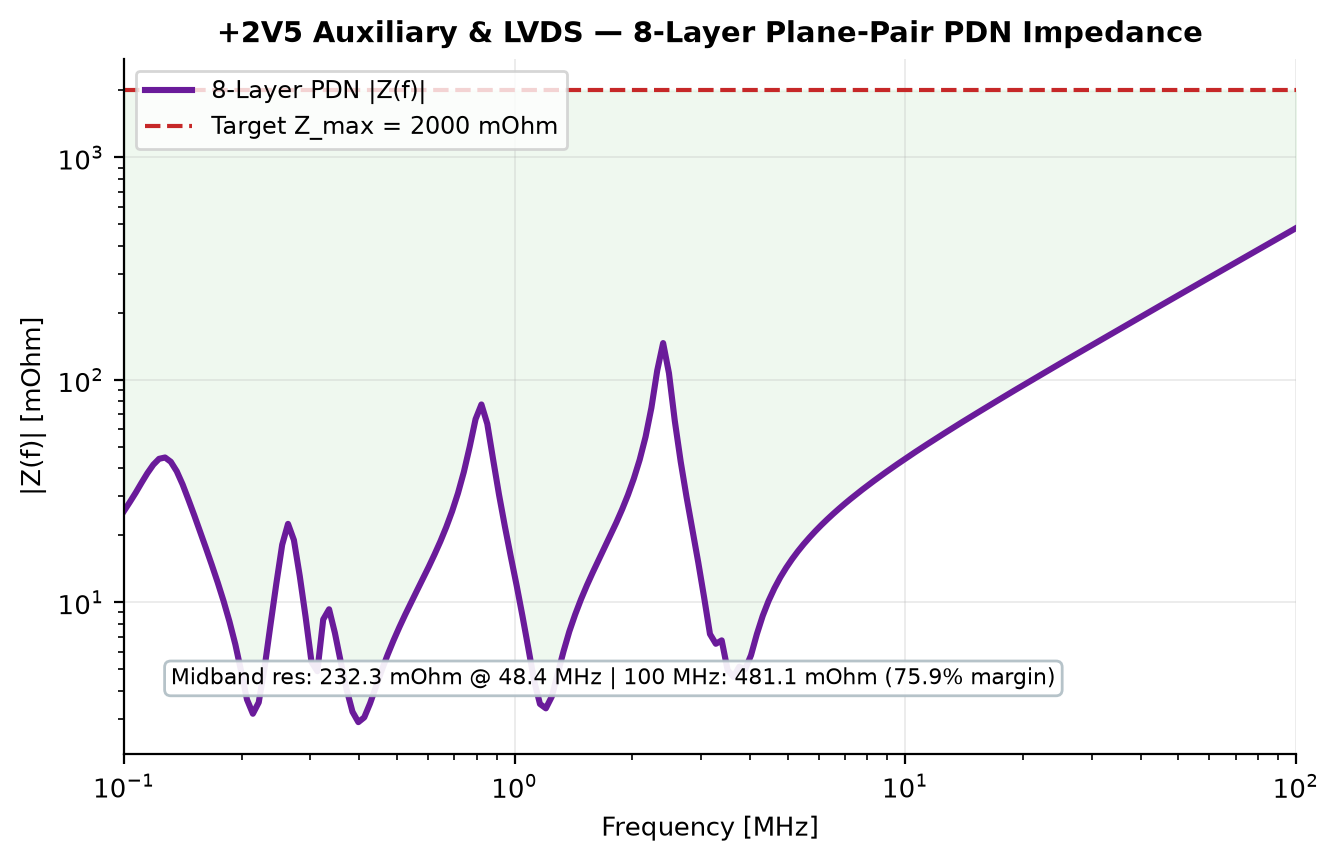 +2V5 Auxiliary & LVDS — 8-Layer Plane-Pair PDN Impedance
8-Layer PDN |Z(f)|
Target Z_max = 2000 mOhm
|Z(f)| [mOhm]
10³
10²
10¹
Midband res: 232.3 mOhm @ 48.4 MHz | 100 MHz: 481.1 mOhm (75.9% margin)
10⁻¹ 10⁰ 10¹ 10²
Frequency [MHz]